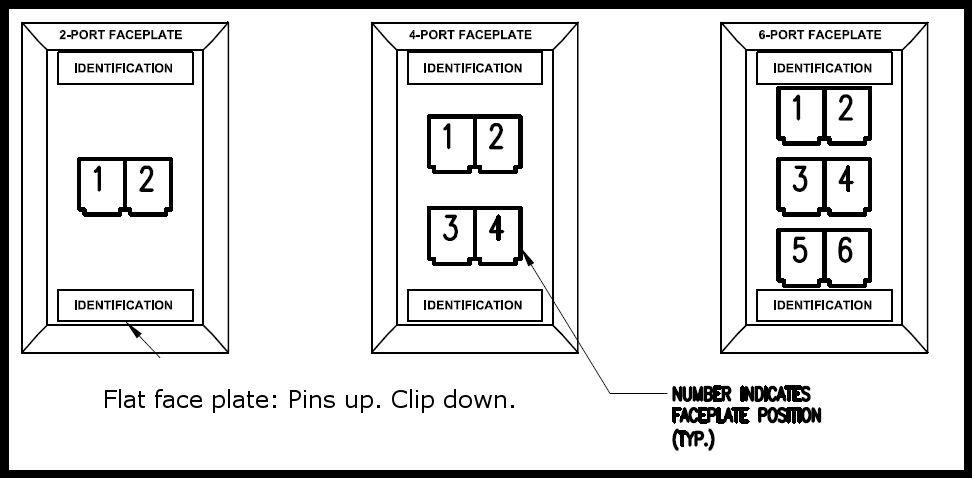 2-PORT FACEPLATE
IDENTIFICATION
1 2
IDENTIFICATION
4-PORT FACEPLATE
IDENTIFICATION
1 2
3 4
IDENTIFICATION
6-PORT FACEPLATE
IDENTIFICATION
1 2
3 4
5 6
IDENTIFICATION
Flat face plate: Pins up. Clip down.
NUMBER INDICATES
FACEPLATE POSITION
(TYP.)